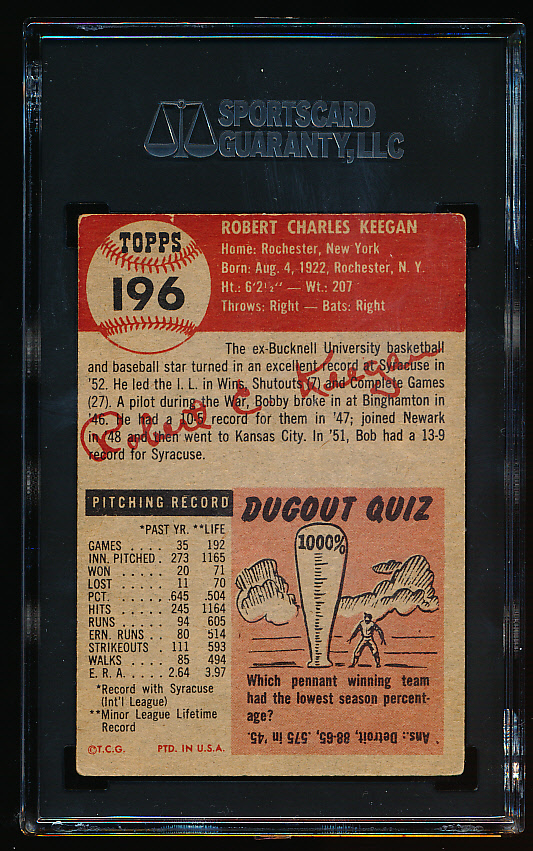 SPORTSCARD
GUARANTY, LLC
TOPPS
196
ROBERT CHARLES KEEGAN
Home: Rochester, New York
Born: Aug. 4, 1922, Rochester, N. Y.
Ht.: 6'2½" — Wt.: 207
Throws: Right — Bats: Right
The ex-Bucknell University basketball
and baseball star turned in an excellent record at Syracuse in
'52. He led the I. L. in Wins, Shutouts (7) and Complete Games
(27). A pilot during the War, Bobby broke in at Binghamton in
'46. He had a 10-5 record for them in '47; joined Newark
in '48 and then went to Kansas City. In '51, Bob had a 13-9
record for Syracuse.
Robert C. Keegan
PITCHING RECORD
*PAST YR. **LIFE
GAMES . . . . 35 192
INN. PITCHED . 273 1165
WON . . . . . 20 71
LOST . . . . 11 70
PCT. . . . . .645 .504
HITS . . . . 245 1164
RUNS . . . . 94 605
ERN. RUNS . . 80 514
STRIKEOUTS . . 111 593
WALKS . . . . 85 494
E. R. A. . . . 2.64 3.97
*Record with Syracuse
(Int'l League)
**Minor League Lifetime
Record
©T.C.G. PTD. IN U.S.A.
DUGOUT QUIZ
1000%
Which pennant winning team
had the lowest season percent-
age?
Ans.: Detroit, 88-65, .575, in '45.